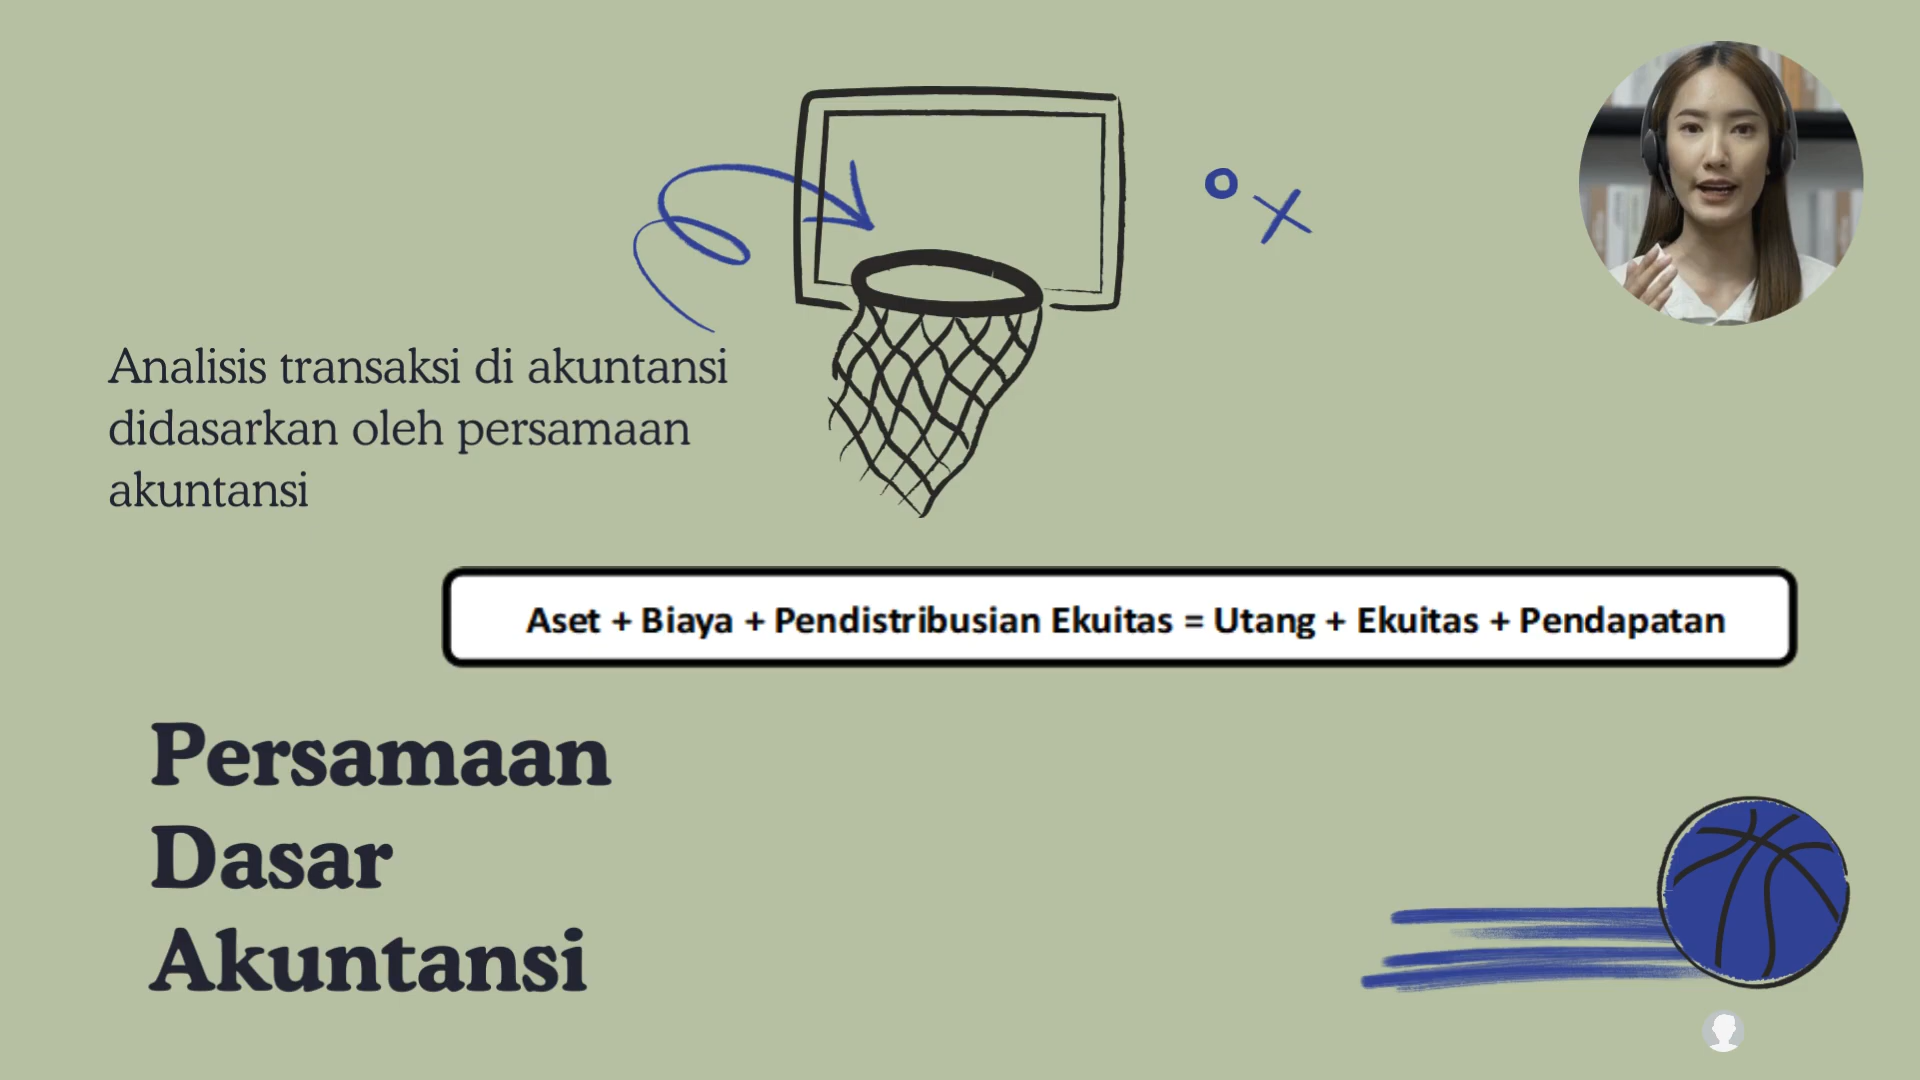 Analisis transaksi di akuntansi
didasarkan oleh persamaan
akuntansi
Aset + Biaya + Pendistribusian Ekuitas = Utang + Ekuitas + Pendapatan
Persamaan
Dasar
Akuntansi